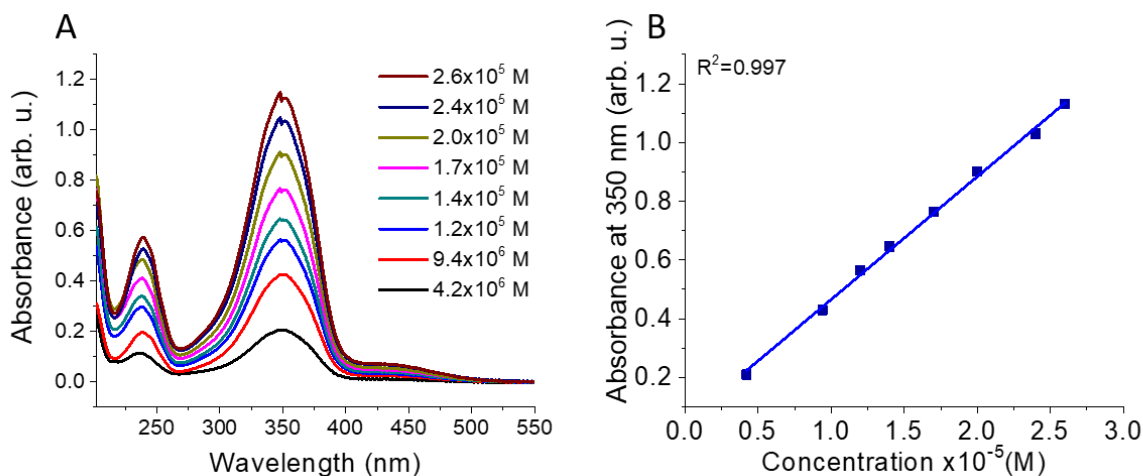 A
Absorbance (arb. u.)
1.2
1.0
0.8
0.6
0.4
0.2
0.0
2.6x10⁵ M
2.4x10⁵ M
2.0x10⁵ M
1.7x10⁵ M
1.4x10⁵ M
1.2x10⁵ M
9.4x10⁶ M
4.2x10⁶ M
250 300 350 400 450 500 550
Wavelength (nm)
B
R²=0.997
Absorbance at 350 nm (arb. u.)
1.2
1.0
0.8
0.6
0.4
0.2
0.0 0.5 1.0 1.5 2.0 2.5 3.0
Concentration x10⁻⁵(M)